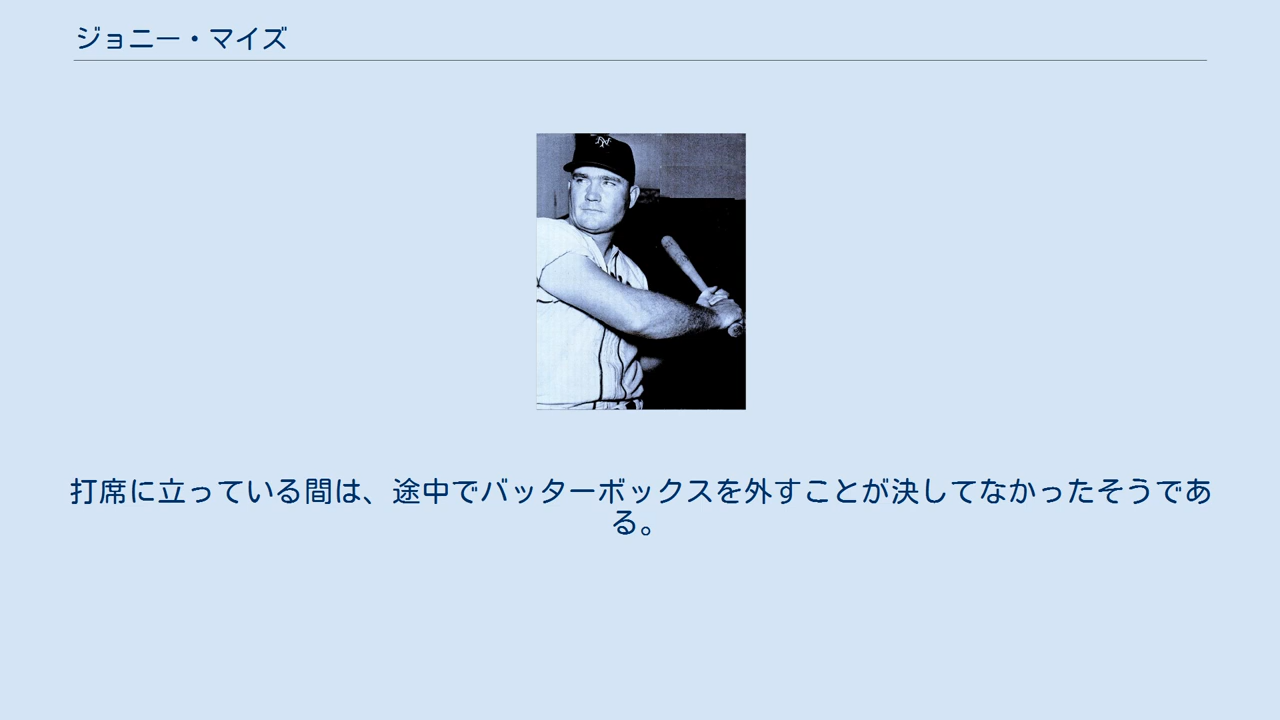 ジョニー・マイズ
NY
打席に立っている間は、途中でバッターボックスを外すことが決してなかったそうであ
る。